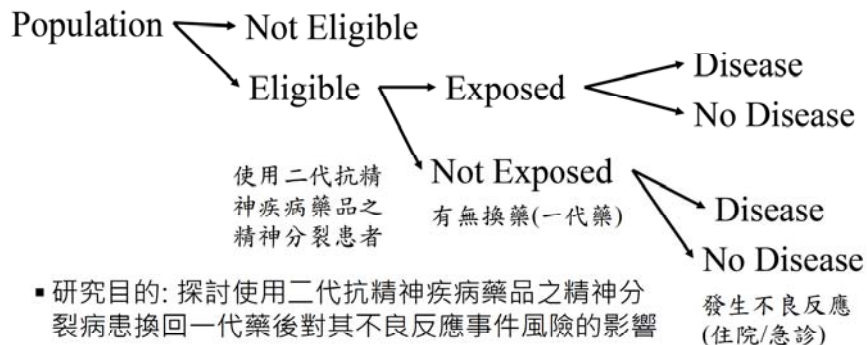 Population
Not Eligible
Eligible
Exposed
Disease
No Disease
使用二代抗精
神疾病藥品之
精神分裂患者
Not Exposed
有無換藥(一代藥)
Disease
No Disease
發生不良反應
(住院/急診)
▪ 研究目的: 探討使用二代抗精神疾病藥品之精神分
裂病患換回一代藥後對其不良反應事件風險的影響